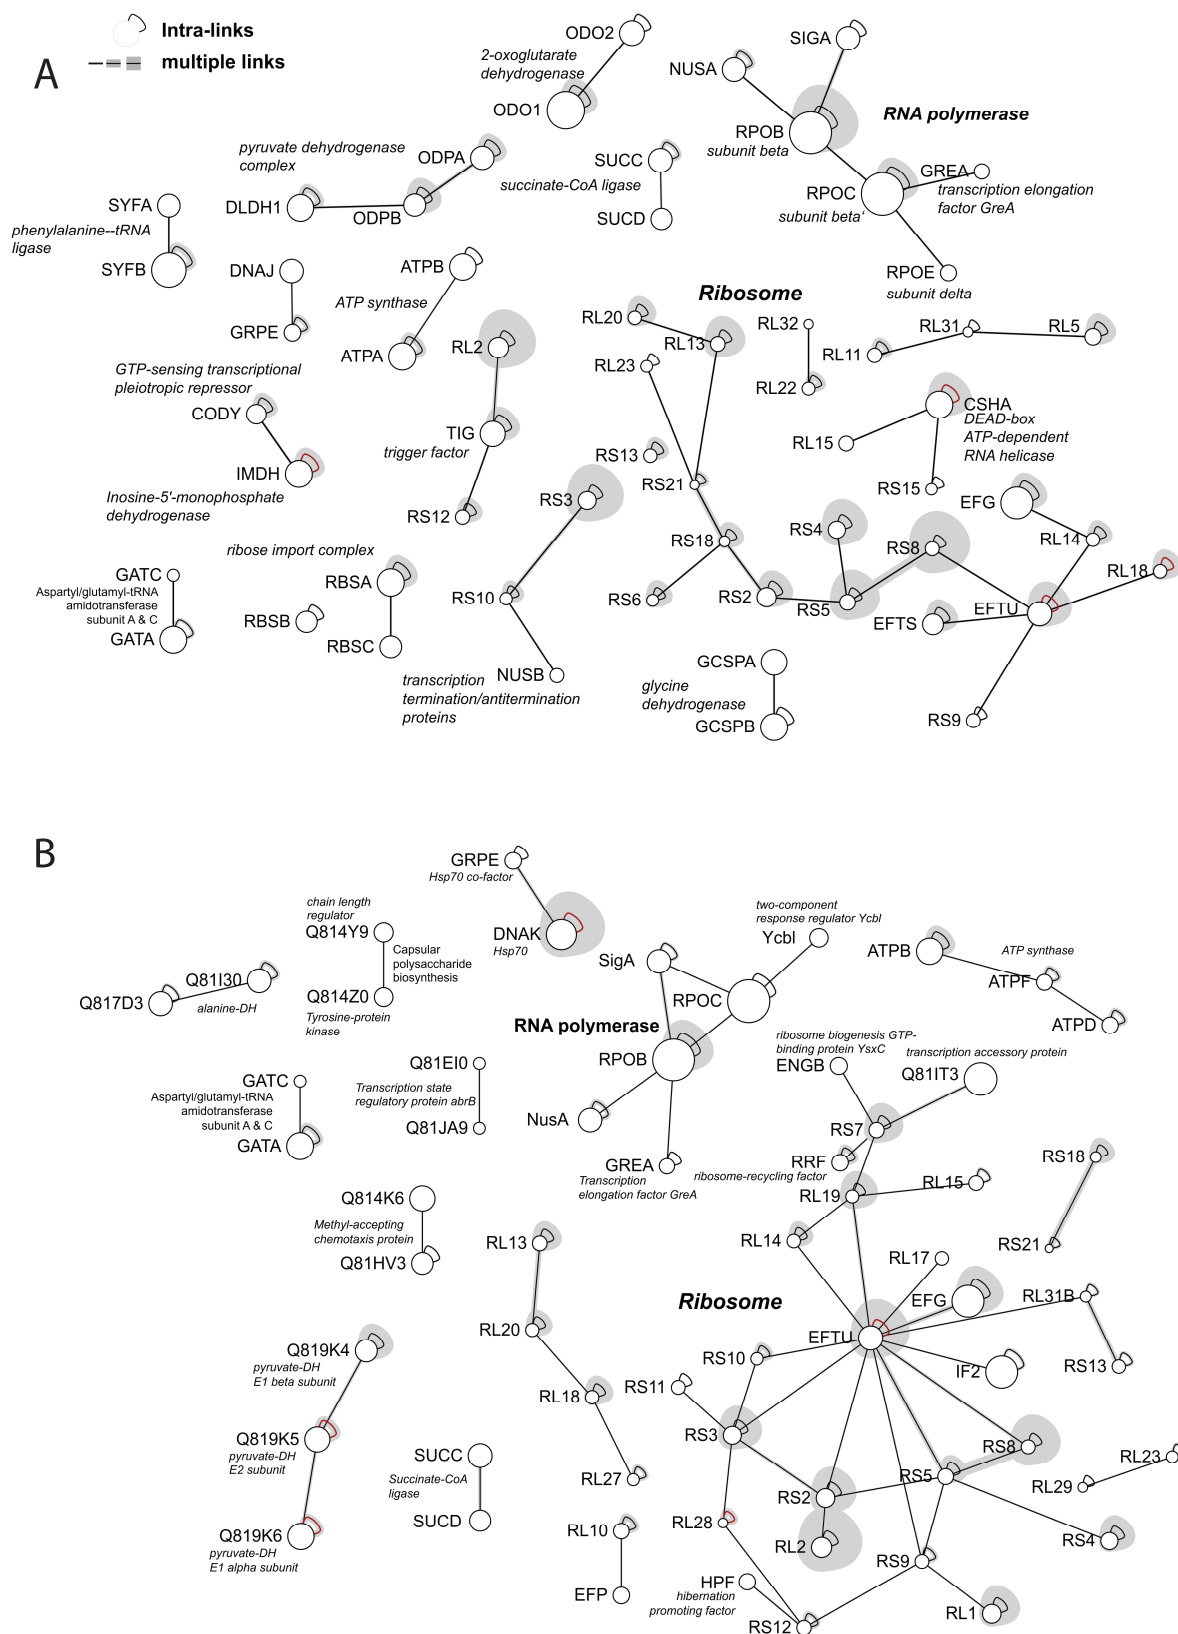 Intra-links
multiple links
A
ODO2
2-oxoglutarate
dehydrogenase
ODO1
SIGA
NUSA
RPOB
subunit beta
RNA polymerase
pyruvate dehydrogenase
complex
ODPA
DLDH1
ODPB
SUCC
succinate-CoA ligase
SUCD
RPOC
subunit beta'
GREA
transcription elongation
factor GreA
RPOE
subunit delta
SYFA
phenylalanine--tRNA
ligase
SYFB
DNAJ
GRPE
ATPB
ATP synthase
ATPA
Ribosome
RL20
RL13
RL23
RL32
RL22
RL31
RL5
RL11
RL2
TIG
trigger factor
RS12
GTP-sensing transcriptional
pleiotropic repressor
CODY
IMDH
Inosine-5'-monophosphate
dehydrogenase
CSHA
DEAD-box
ATP-dependent
RNA helicase
RL15
RS15
RS13
RS21
RS3
RS18
RS4
RS8
EFG
RL14
RL18
ribose import complex
RBSA
RBSB
RBSC
GATC
Aspartyl/glutamyl-tRNA
amidotransferase
subunit A & C
GATA
RS10
NUSB
transcription
termination/antitermination
proteins
RS6
RS2
RS5
EFTS
EFTU
RS9
GCSPA
glycine
dehydrogenase
GCSPB
B
GRPE
Hsp70 co-factor
DNAK
Hsp70
chain length
regulator
Q814Y9
Capsular
polysaccharide
biosynthesis
Q814Z0
Tyrosine-protein
kinase
Q81I30
Q817D3
alanine-DH
two-component
response regulator Ycbl
Ycbl
SigA
RPOC
RNA polymerase
RPOB
NusA
GREA
Transcription
elongation factor GreA
ATPB
ATP synthase
ATPF
ATPD
ribosome biogenesis GTP-
binding protein YsxC
ENGB
transcription accessory protein
Q81IT3
Q81EI0
Transcription state
regulatory protein abrB
Q81JA9
GATC
Aspartyl/glutamyl-tRNA
amidotransferase
subunit A & C
GATA
RS7
RRF
ribosome-recycling factor
RL19
RL15
RS18
RS21
Q814K6
Methyl-accepting
chemotaxis protein
Q81HV3
RL13
RL20
RL18
RL27
RL14
RL17
EFG
RL31B
RS13
Ribosome
EFTU
IF2
RS10
RS11
RS3
RS8
RS5
RS2
RL2
RL28
RL23
RL29
RS4
RS9
RL1
HPF
hibernation
promoting factor
RS12
Q819K4
pyruvate-DH
E1 beta subunit
Q819K5
pyruvate-DH
E2 subunit
Q819K6
pyruvate-DH
E1 alpha subunit
SUCC
Succinate-CoA
ligase
SUCD
RL10
EFP